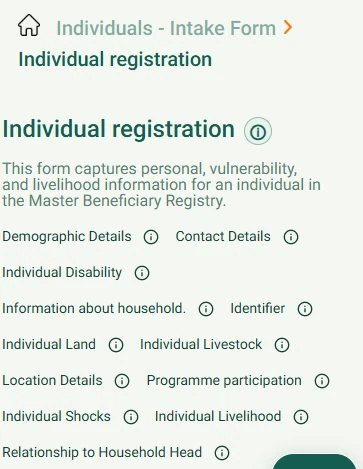 Individuals - Intake Form
Individual registration
Individual registration
This form captures personal, vulnerability,
and livelihood information for an individual in
the Master Beneficiary Registry.
Demographic Details Contact Details
Individual Disability
Information about household. Identifier
Individual Land Individual Livestock
Location Details Programme participation
Individual Shocks Individual Livelihood
Relationship to Household Head